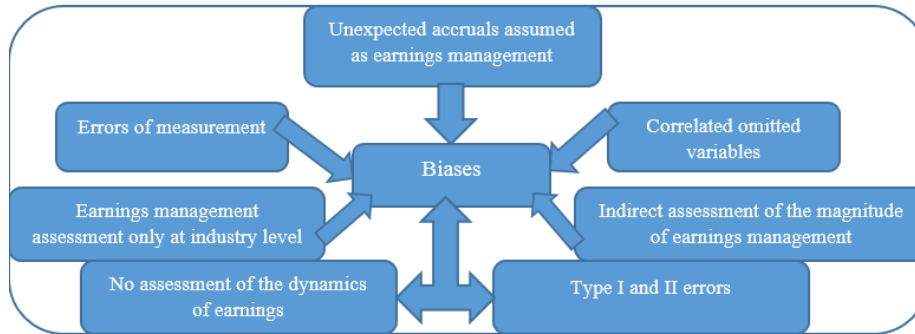 Unexpected accruals assumed
as earnings management
Errors of measurement
Correlated omitted
variables
Biases
Earnings management
assessment only at industry level
Indirect assessment of the magnitude
of earnings management
No assessment of the dynamics
of earnings
Type I and II errors